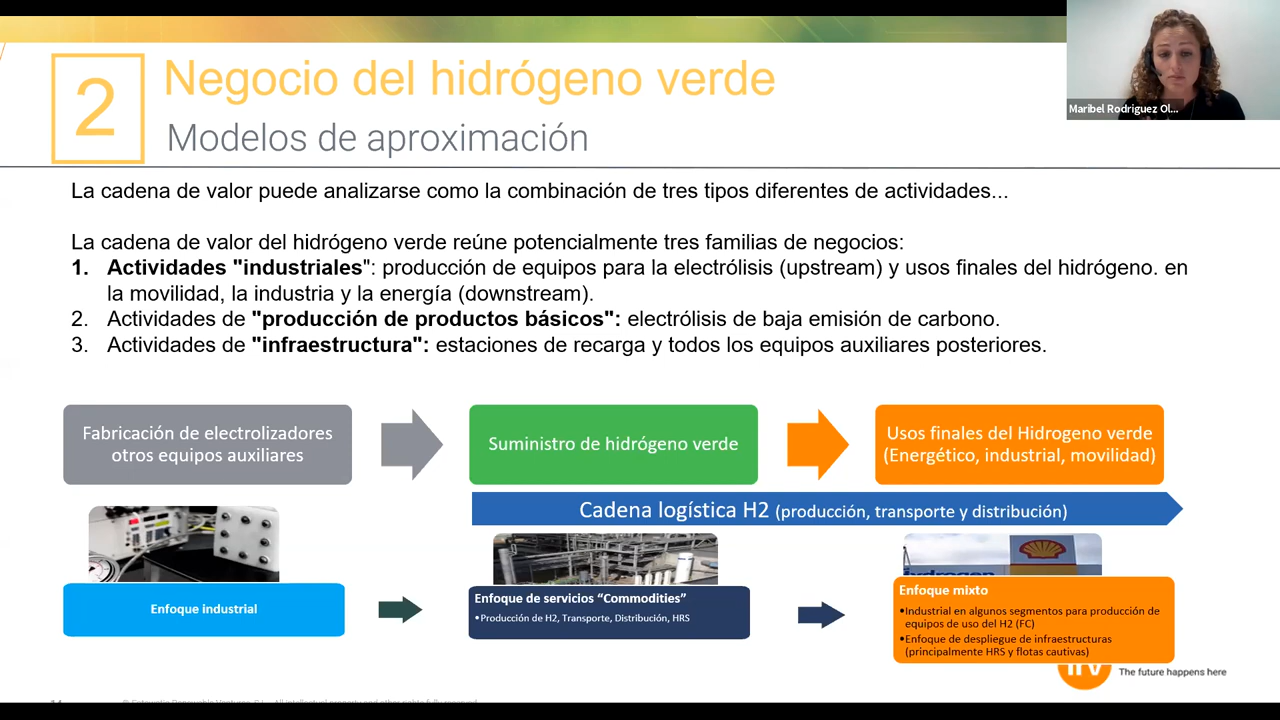 2
Negocio del hidrógeno verde
Modelos de aproximación
Maribel Rodriguez Ol...
La cadena de valor puede analizarse como la combinación de tres tipos diferentes de actividades...
La cadena de valor del hidrógeno verde reúne potencialmente tres familias de negocios:
1. Actividades "industriales": producción de equipos para la electrólisis (upstream) y usos finales del hidrógeno. en
la movilidad, la industria y la energía (downstream).
2. Actividades de "producción de productos básicos": electrólisis de baja emisión de carbono.
3. Actividades de "infraestructura": estaciones de recarga y todos los equipos auxiliares posteriores.
Fabricación de electrolizadores
otros equipos auxiliares
Suministro de hidrógeno verde
Usos finales del Hidrogeno verde
(Energético, industrial, movilidad)
Cadena logística H2 (producción, transporte y distribución)
Enfoque industrial
Enfoque de servicios “Commodities”
•Producción de H2, Transporte, Distribución, HRS
Enfoque mixto
•Industrial en algunos segmentos para producción de
equipos de uso del H2 (FC)
•Enfoque de despliegue de infraestructuras
(principalmente HRS y flotas cautivas)
The future happens here